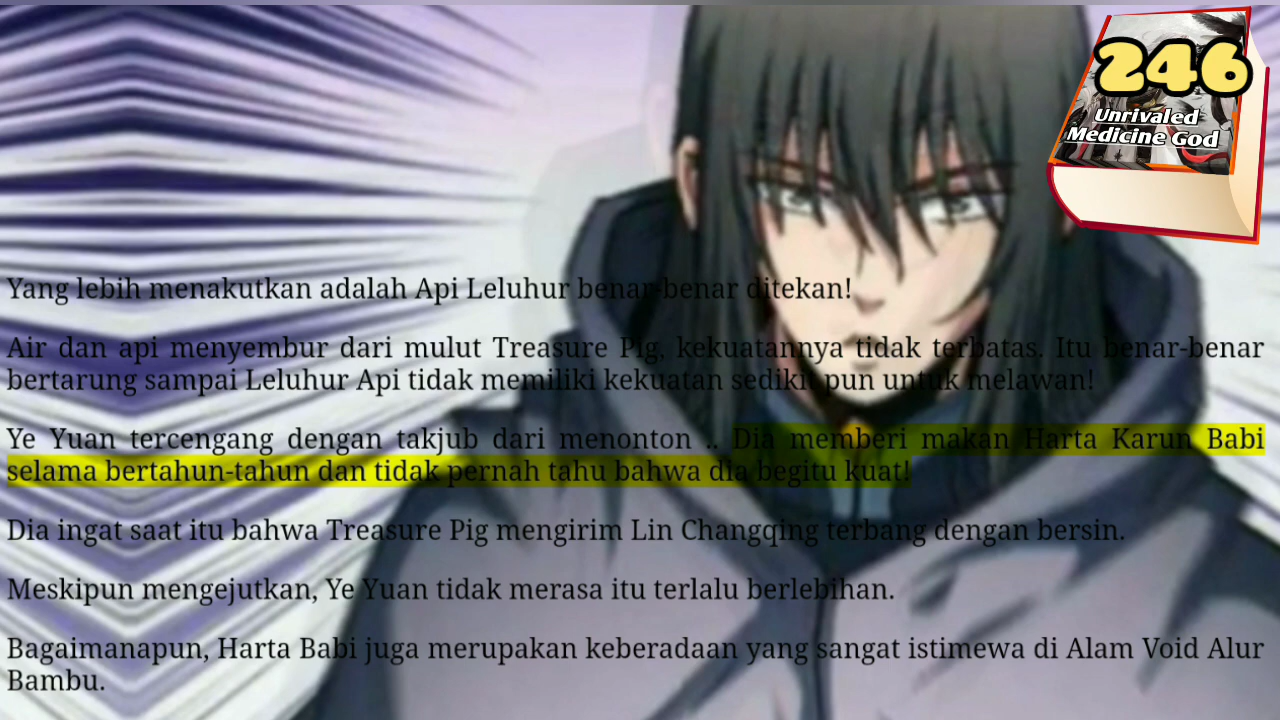 246
Unrivaled
Medicine God
Yang lebih menakutkan adalah Api Leluhur benar-benar ditekan!
Air dan api menyembur dari mulut Treasure Pig, kekuatannya tidak terbatas. Itu benar-benar
bertarung sampai Leluhur Api tidak memiliki kekuatan sedikit pun untuk melawan!
Ye Yuan tercengang dengan takjub dari menonton .. Dia memberi makan Harta Karun Babi
selama bertahun-tahun dan tidak pernah tahu bahwa dia begitu kuat!
Dia ingat saat itu bahwa Treasure Pig mengirim Lin Changqing terbang dengan bersin.
Meskipun mengejutkan, Ye Yuan tidak merasa itu terlalu berlebihan.
Bagaimanapun, Harta Babi juga merupakan keberadaan yang sangat istimewa di Alam Void Alur
Bambu.